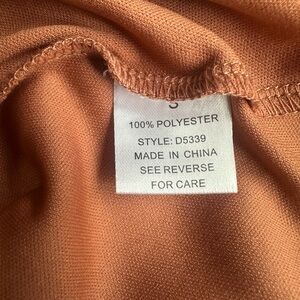 S
100% POLYESTER
STYLE: D5339
MADE IN CHINA
SEE REVERSE
FOR CARE